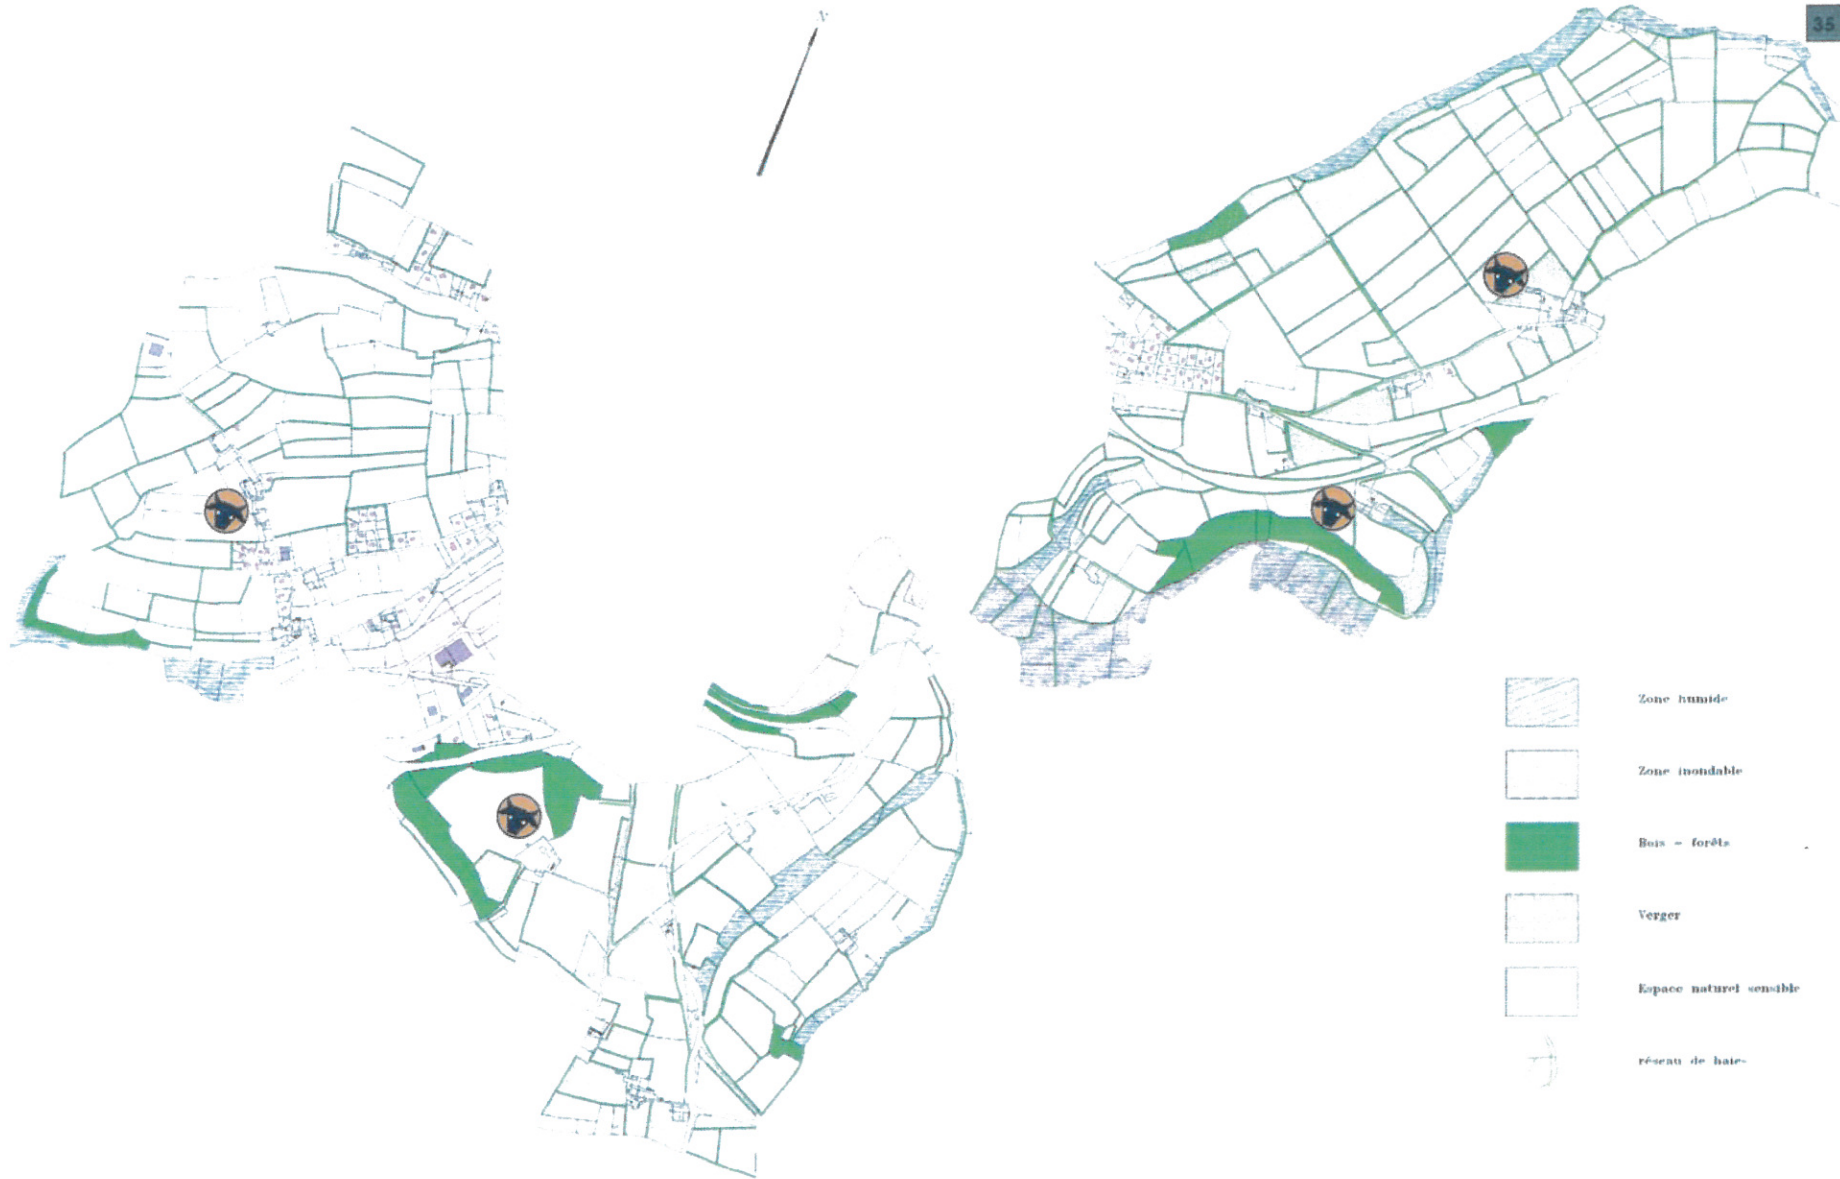 N
35
Zone humide
Zone inondable
Bois - forêts
Verger
Espace naturel sensible
réseau de haie-